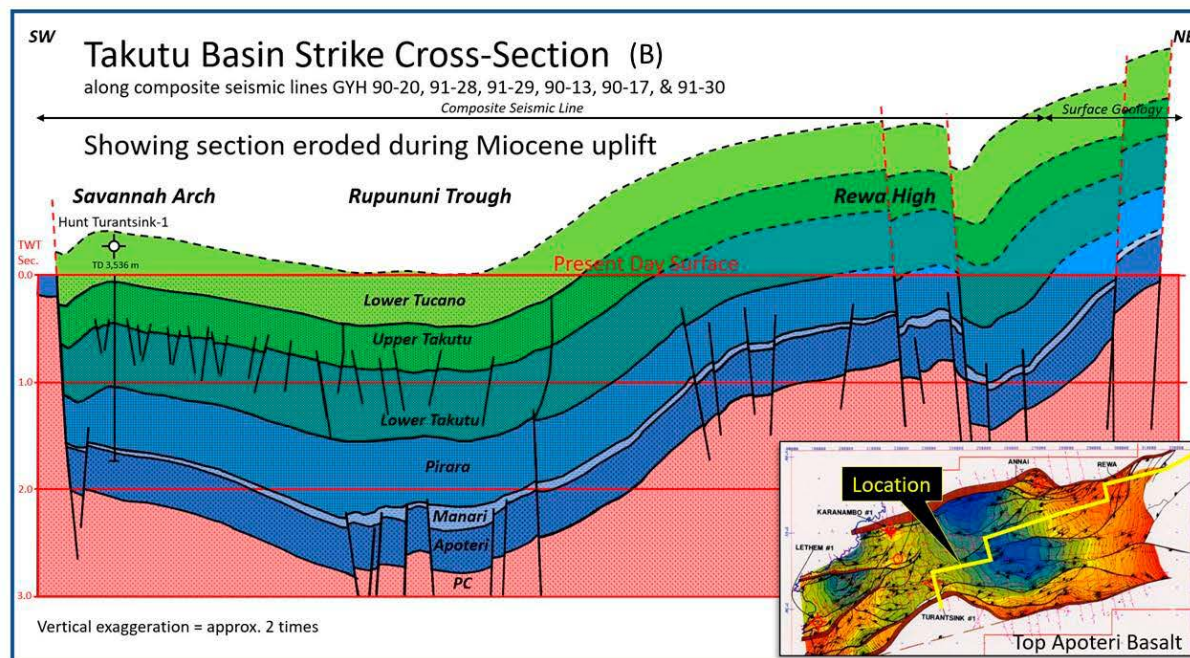 SW
NE
Takutu Basin Strike Cross-Section (B)
along composite seismic lines GYH 90-20, 91-28, 91-29, 90-13, 90-17, & 91-30
Composite Seismic Line
Surface Geology
Showing section eroded during Miocene uplift
Savannah Arch
Rupununi Trough
Rewa High
Hunt Turantsink-1
TWT
Sec.
TD 3,536 m
0.0
Present Day Surface
Lower Tucano
Upper Takutu
1.0
Lower Takutu
Pirara
2.0
Manari
Apoteri
PC
3.0
Vertical exaggeration = approx. 2 times
Location
ANNAI
REWA
KARANAMBO #1
LETHEM #1
TURANTSINK #1
Top Apoteri Basalt